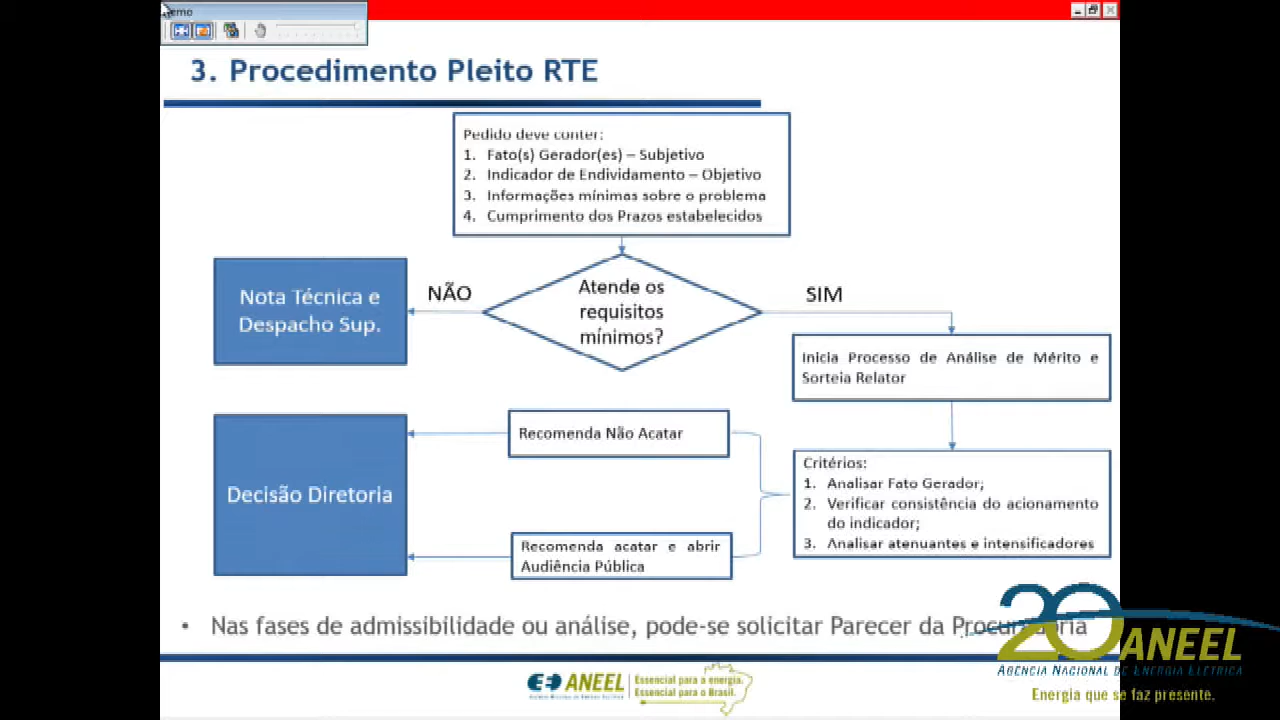 emo
3. Procedimento Pleito RTE
Pedido deve conter:
1. Fato(s) Gerador(es) – Subjetivo
2. Indicador de Endividamento – Objetivo
3. Informações mínimas sobre o problema
4. Cumprimento dos Prazos estabelecidos
Nota Técnica e
Despacho Sup.
NÃO
Atende os
requisitos
mínimos?
SIM
Inicia Processo de Análise de Mérito e
Sorteia Relator
Decisão Diretoria
Recomenda Não Acatar
Recomenda acatar e abrir
Audiência Pública
Critérios:
1. Analisar Fato Gerador;
2. Verificar consistência do acionamento
do indicador;
3. Analisar atenuantes e intensificadores
• Nas fases de admissibilidade ou análise, pode-se solicitar Parecer da Procuradoria
ANEEL
Essencial para a energia.
Essencial para o Brasil.
20 ANEEL
AGENCIA NACIONAL DE ENERGIA ELÉTRICA
Energia que se faz presente.